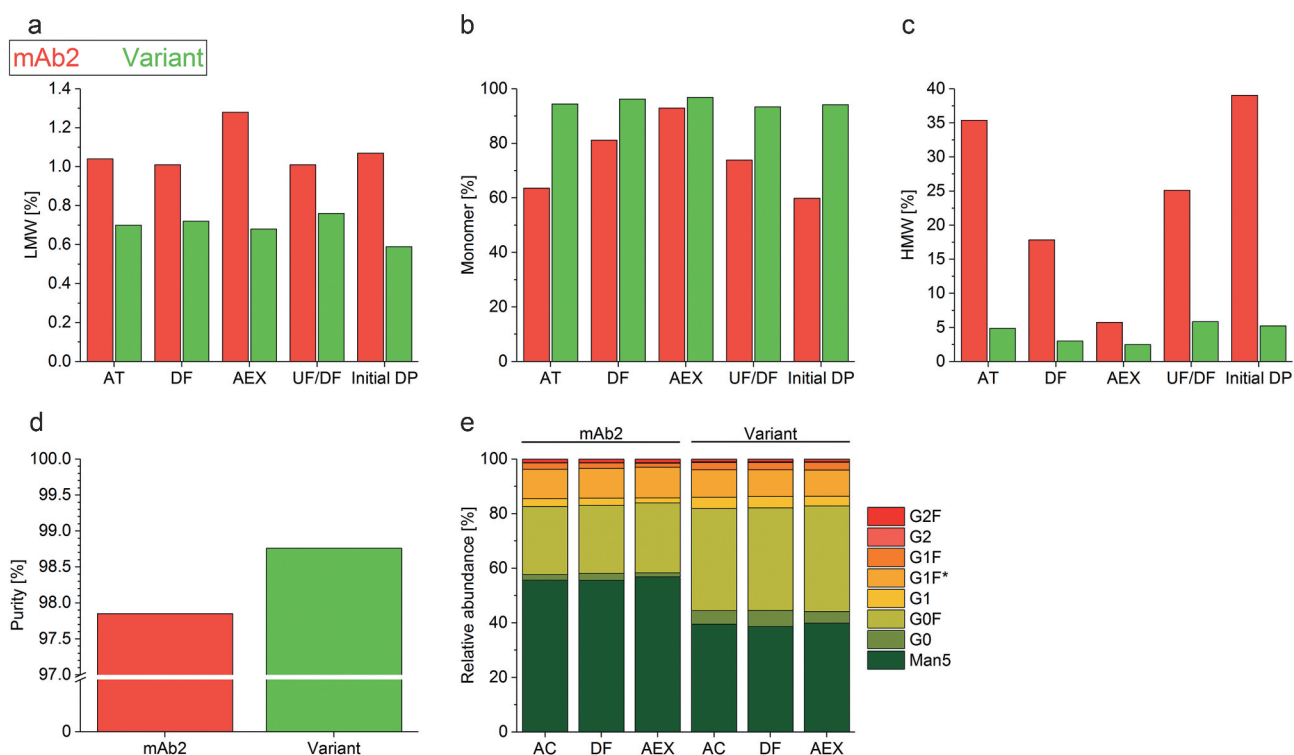 a
mAb2 Variant
LMW [%]
1.4
1.2
1.0
0.8
0.6
0.4
0.2
0.0
AT DF AEX UF/DF Initial DP
b
Monomer [%]
100
80
60
40
20
0
AT DF AEX UF/DF Initial DP
c
HMW [%]
40
35
30
25
20
15
10
5
0
AT DF AEX UF/DF Initial DP
d
Purity [%]
100.0
99.5
99.0
98.5
98.0
97.5
97.0
0
mAb2 Variant
e
mAb2 Variant
Relative abundance [%]
100
80
60
40
20
0
AC DF AEX AC DF AEX
G2F
G2
G1F
G1F*
G1
G0F
G0
Man5